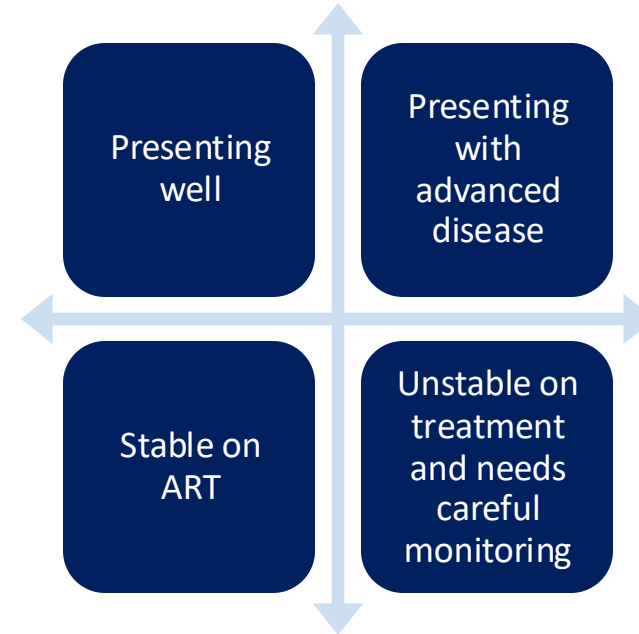 Presenting
well
Presenting
with
advanced
disease
Stable on
ART
Unstable on
treatment
and needs
careful
monitoring